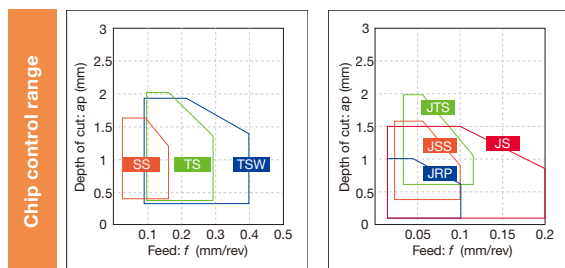 Chip control range
Depth of cut: ap (mm)
3
2.5
2
1.5
1
0.5
0
SS
TS
TSW
0.1 0.2 0.3 0.4 0.5
Feed: f (mm/rev)
Depth of cut: ap (mm)
3
2.5
2
1.5
1
0.5
0
JTS
JSS
JS
JRP
0.05 0.1 0.15 0.2
Feed: f (mm/rev)